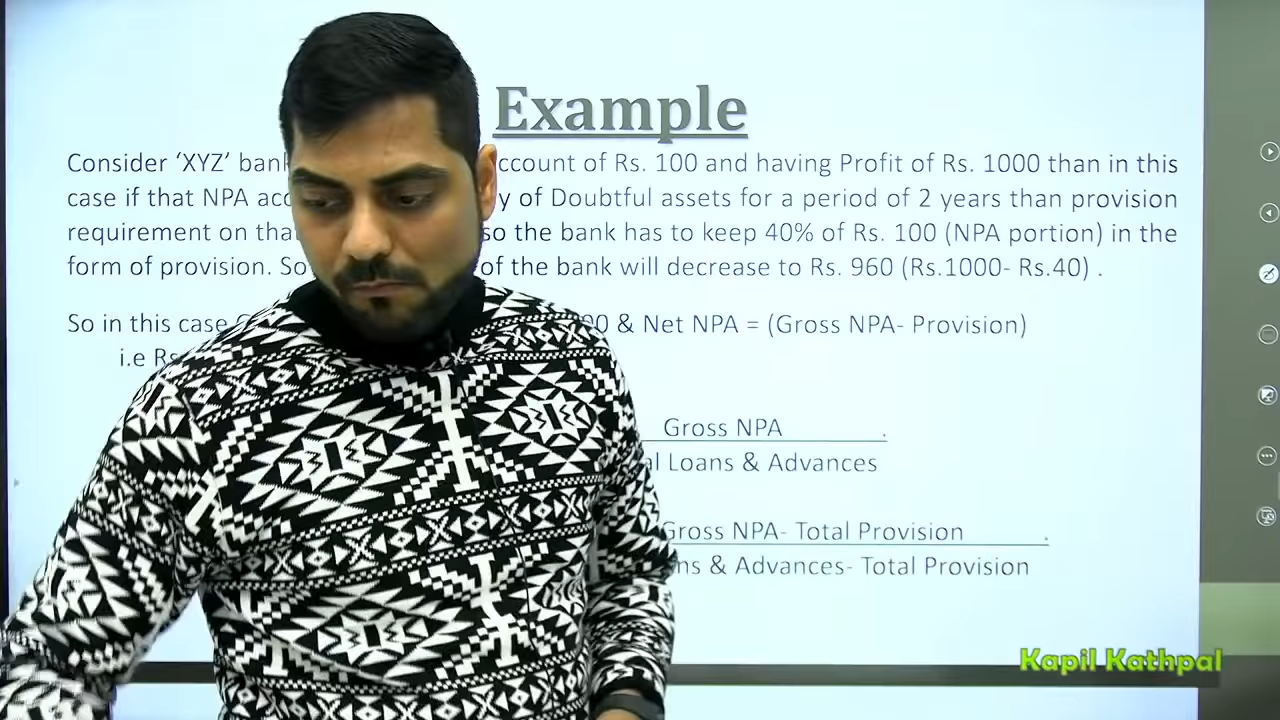 Example
Consider ‘XYZ’ bank ccount of Rs. 100 and having Profit of Rs. 1000 than in this
case if that NPA acc y of Doubtful assets for a period of 2 years than provision
requirement on that so the bank has to keep 40% of Rs. 100 (NPA portion) in the
form of provision. So of the bank will decrease to Rs. 960 (Rs.1000- Rs.40) .
So in this case 00 & Net NPA = (Gross NPA- Provision)
i.e Rs
Gross NPA .
al Loans & Advances
Gross NPA- Total Provision .
ns & Advances- Total Provision
Kapil Kathpal